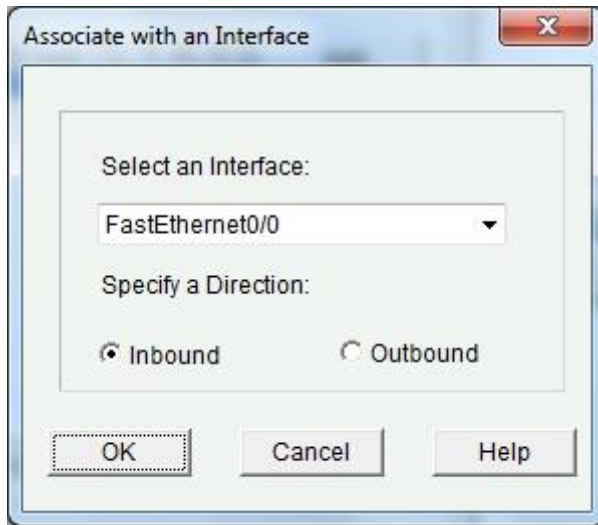 Associate with an Interface
Select an Interface:
FastEthernet0/0
Specify a Direction:
Inbound Outbound
OK Cancel Help